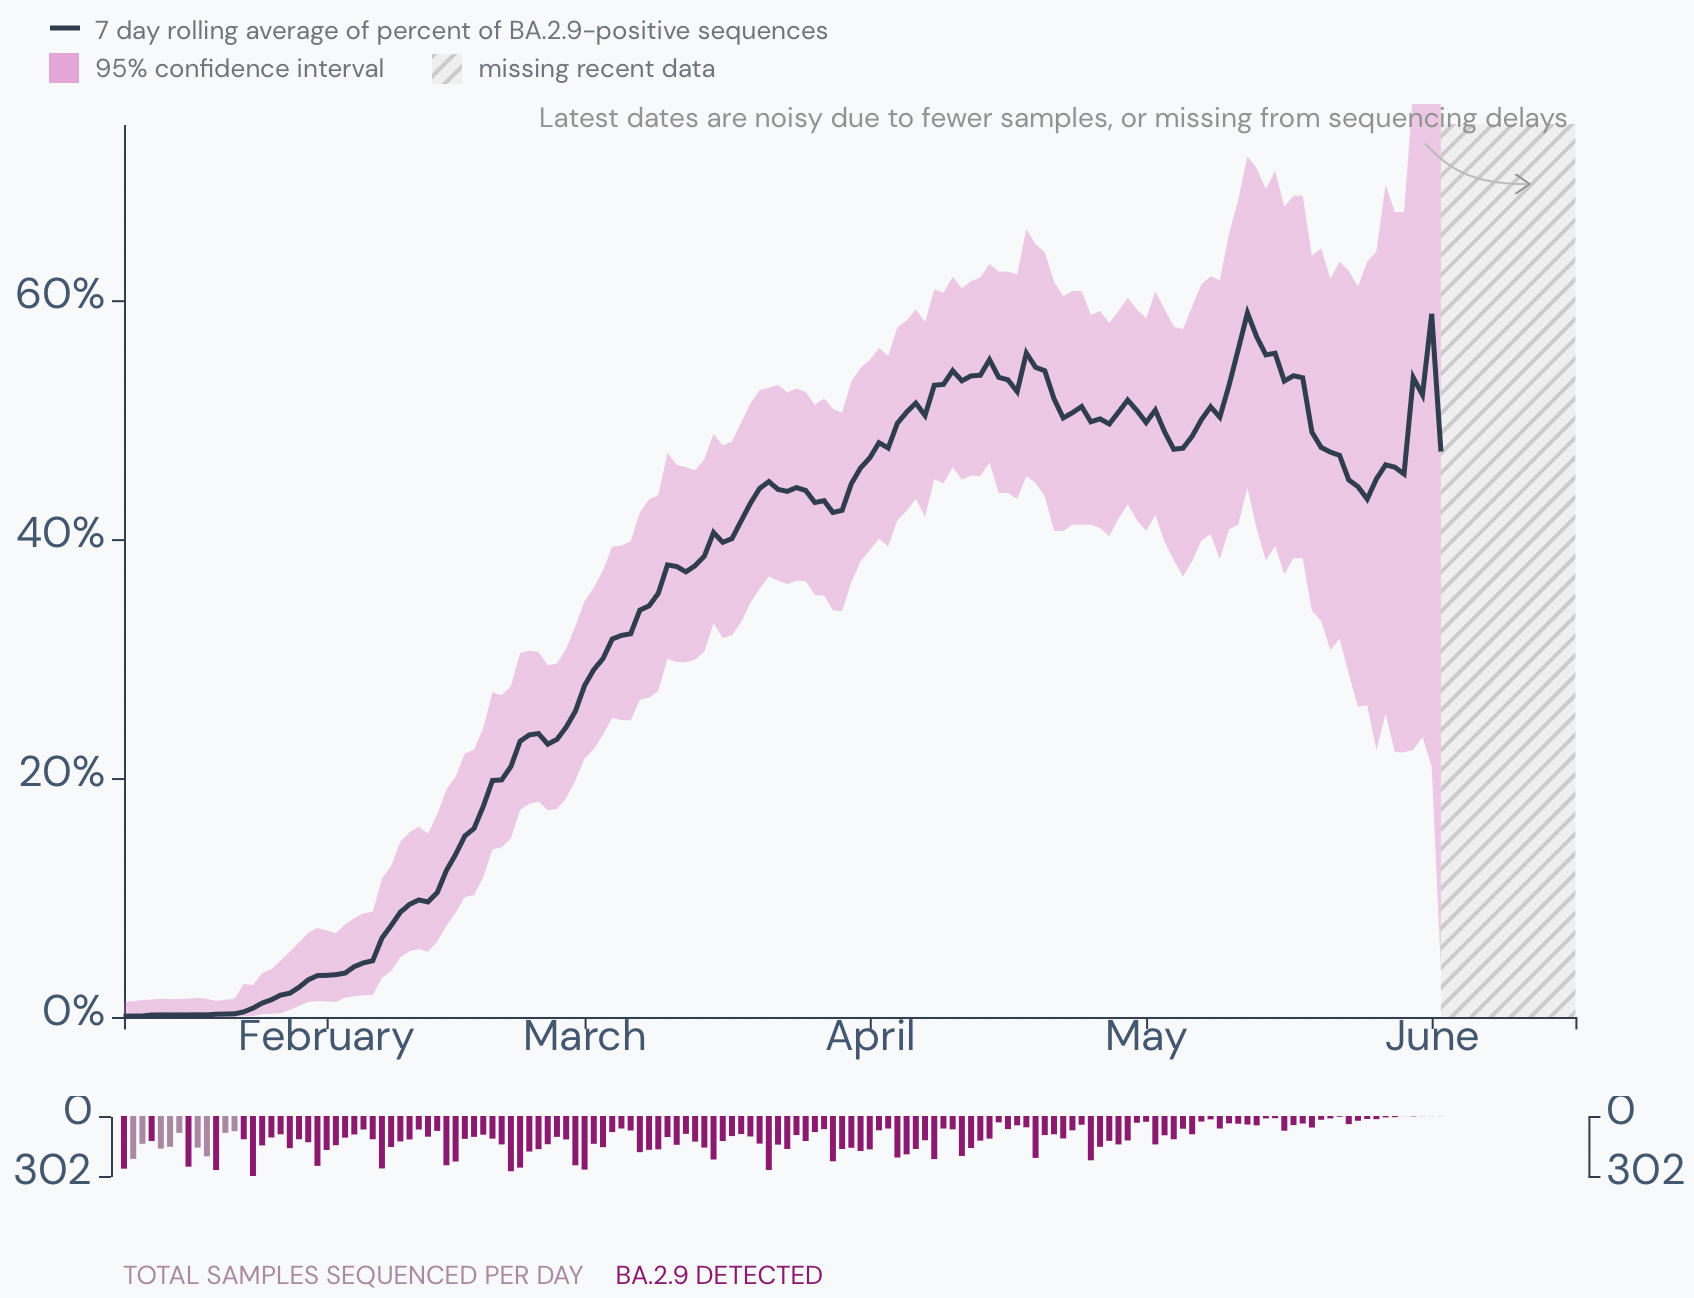 7 day rolling average of percent of BA.2.9-positive sequences
95% confidence interval missing recent data
Latest dates are noisy due to fewer samples, or missing from sequencing delays
60%
40%
20%
0%
February March April May June
0 0
302 302
TOTAL SAMPLES SEQUENCED PER DAY BA.2.9 DETECTED